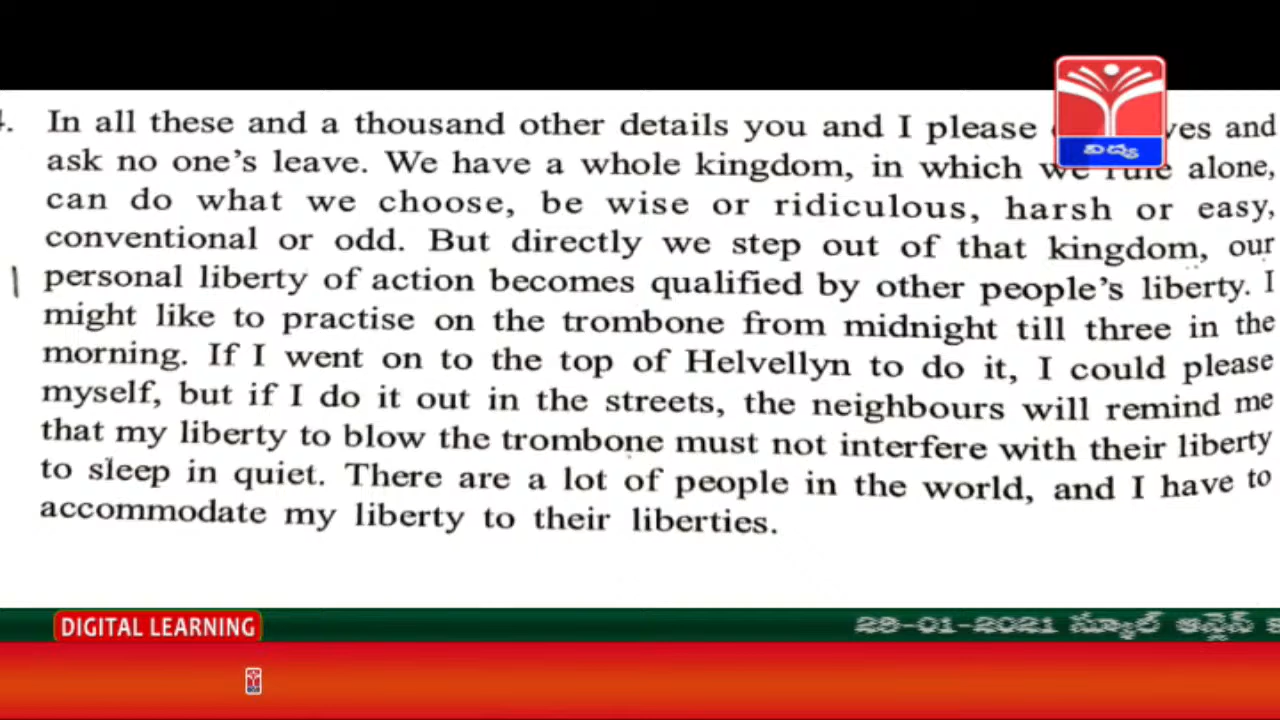 4. In all these and a thousand other details you and I please ves and
ask no one's leave. We have a whole kingdom, in which we rule alone,
can do what we choose, be wise or ridiculous, harsh or easy,
conventional or odd. But directly we step out of that kingdom, our
personal liberty of action becomes qualified by other people's liberty. I
might like to practise on the trombone from midnight till three in the
morning. If I went on to the top of Helvellyn to do it, I could please
myself, but if I do it out in the streets, the neighbours will remind me
that my liberty to blow the trombone must not interfere with their liberty
to sleep in quiet. There are a lot of people in the world, and I have to
accommodate my liberty to their liberties.
విద్య
DIGITAL LEARNING
29-01-2021 స్కూల్